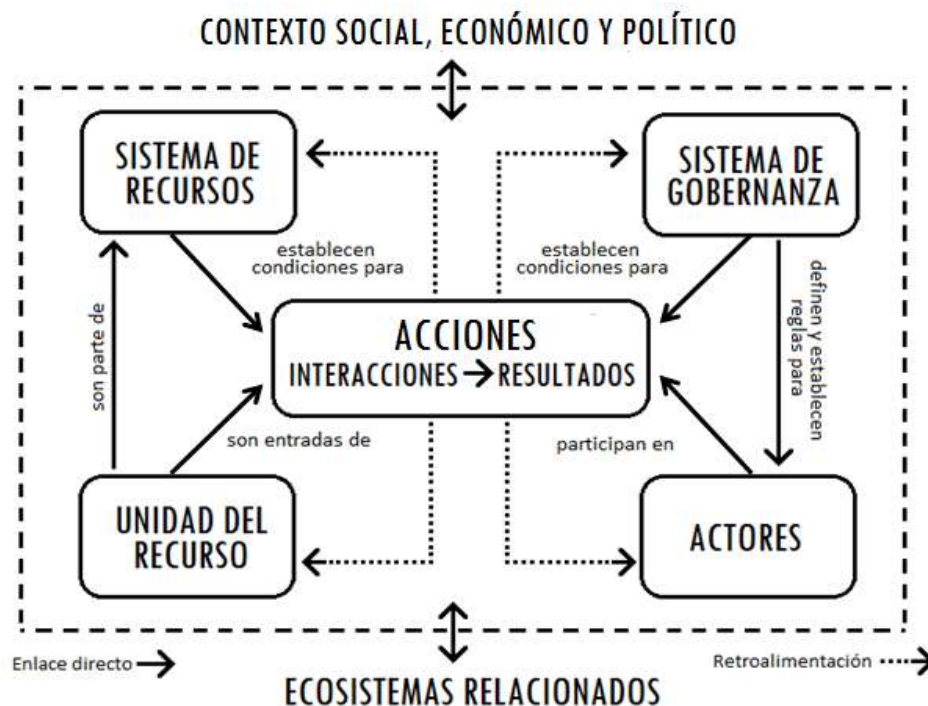 CONTEXTO SOCIAL, ECONÓMICO Y POLÍTICO
SISTEMA DE
RECURSOS
SISTEMA DE
GOBERNANZA
establecen
condiciones para
establecen
condiciones para
son parte de
definen y establecen
reglas para
ACCIONES
INTERACCIONES → RESULTADOS
son entradas de
participan en
UNIDAD DEL
RECURSO
ACTORES
Enlace directo
Retroalimentación
ECOSISTEMAS RELACIONADOS